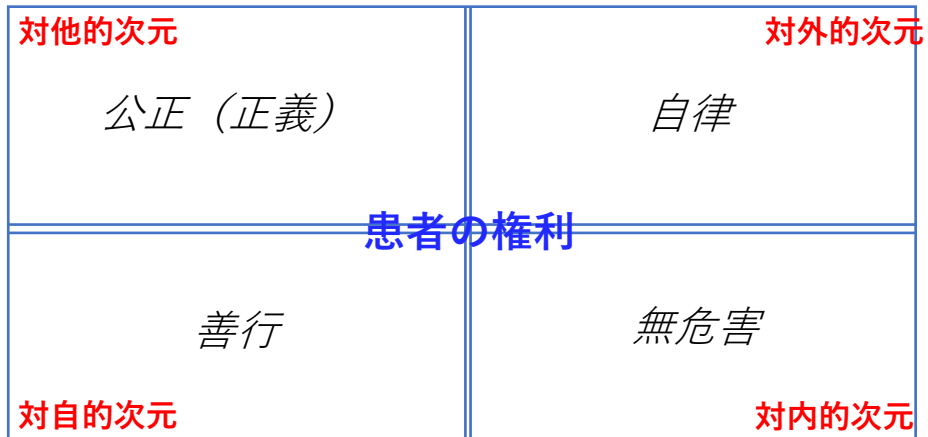 対他的次元
対外的次元
公正（正義）
自律
患者の権利
善行
無危害
対自的次元
対内的次元